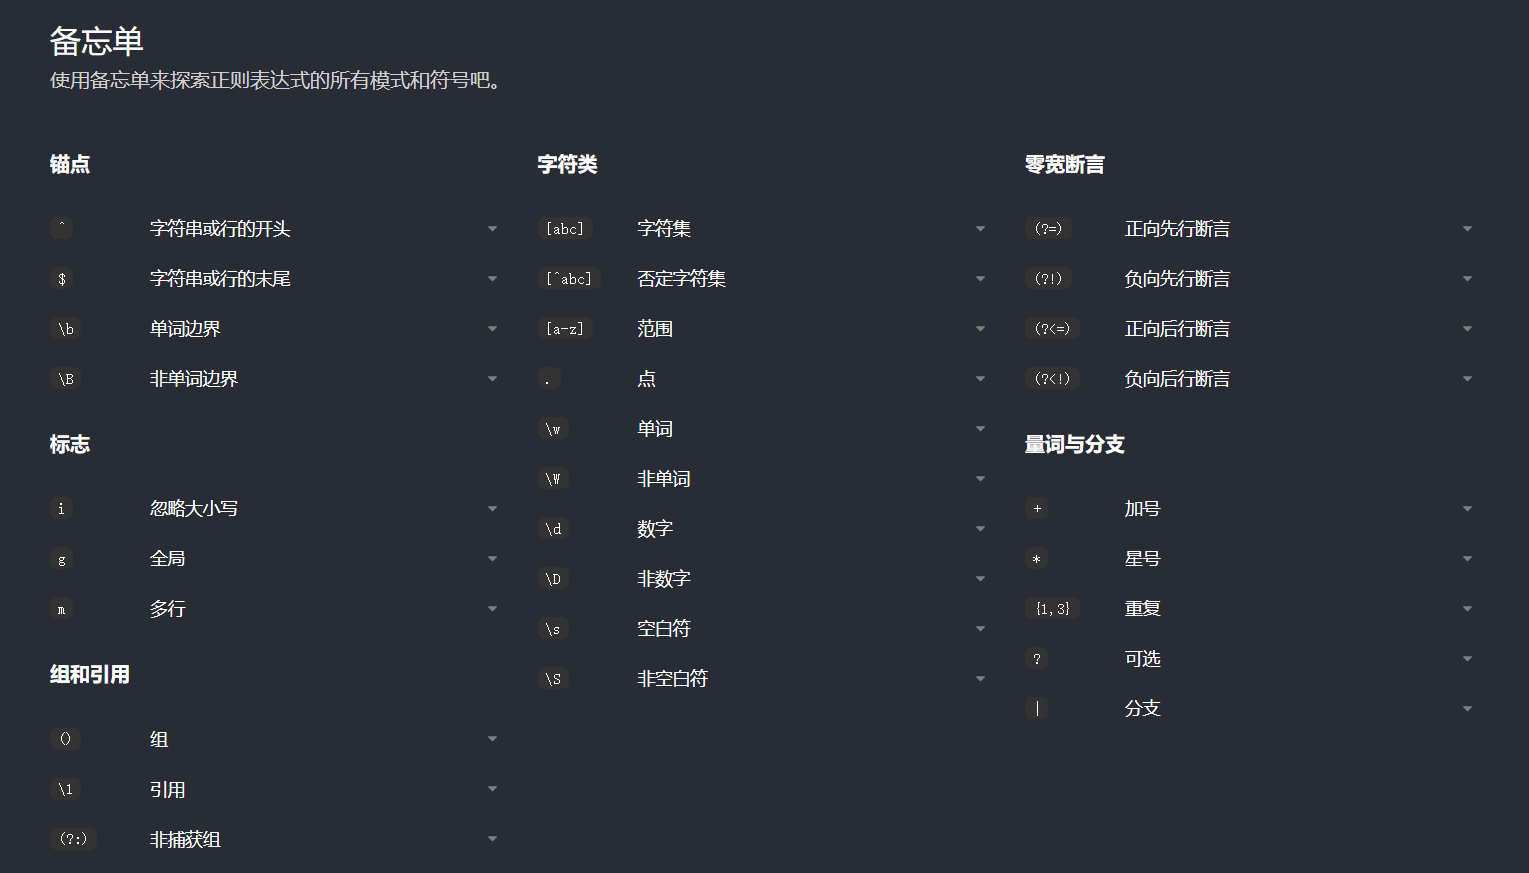 备忘单
使用备忘单来探索正则表达式的所有模式和符号吧。
锚点
^ 字符串或行的开头
$ 字符串或行的末尾
\b 单词边界
\B 非单词边界
标志
i 忽略大小写
g 全局
m 多行
组和引用
() 组
\1 引用
(?:) 非捕获组
字符类
[abc] 字符集
[^abc] 否定字符集
[a-z] 范围
. 点
\w 单词
\W 非单词
\d 数字
\D 非数字
\s 空白符
\S 非空白符
零宽断言
(?=) 正向先行断言
(?!) 负向先行断言
(?<=) 正向后行断言
(?<!) 负向后行断言
量词与分支
+ 加号
* 星号
{1,3} 重复
? 可选
| 分支